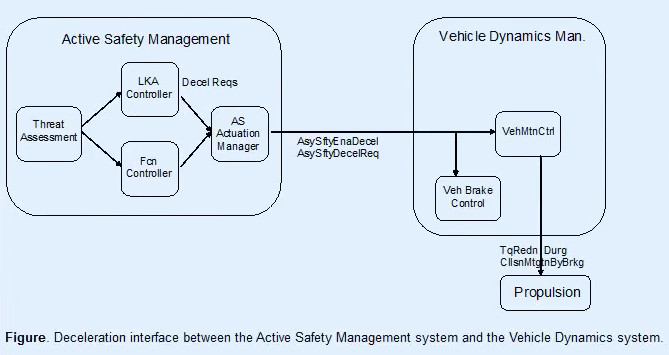 Active Safety Management
Vehicle Dynamics Man.
LKA
Controller
Decel Reqs
Threat
Assessment
AS
Actuation
Manager
Fcn
Controller
AsySftyEnaDecel
AsySftyDecelReq
VehMtnCtrl
Veh Brake
Control
TqRedn Durg
CllsnMtgtnByBrkg
Propulsion
Figure. Deceleration interface between the Active Safety Management system and the Vehicle Dynamics system.